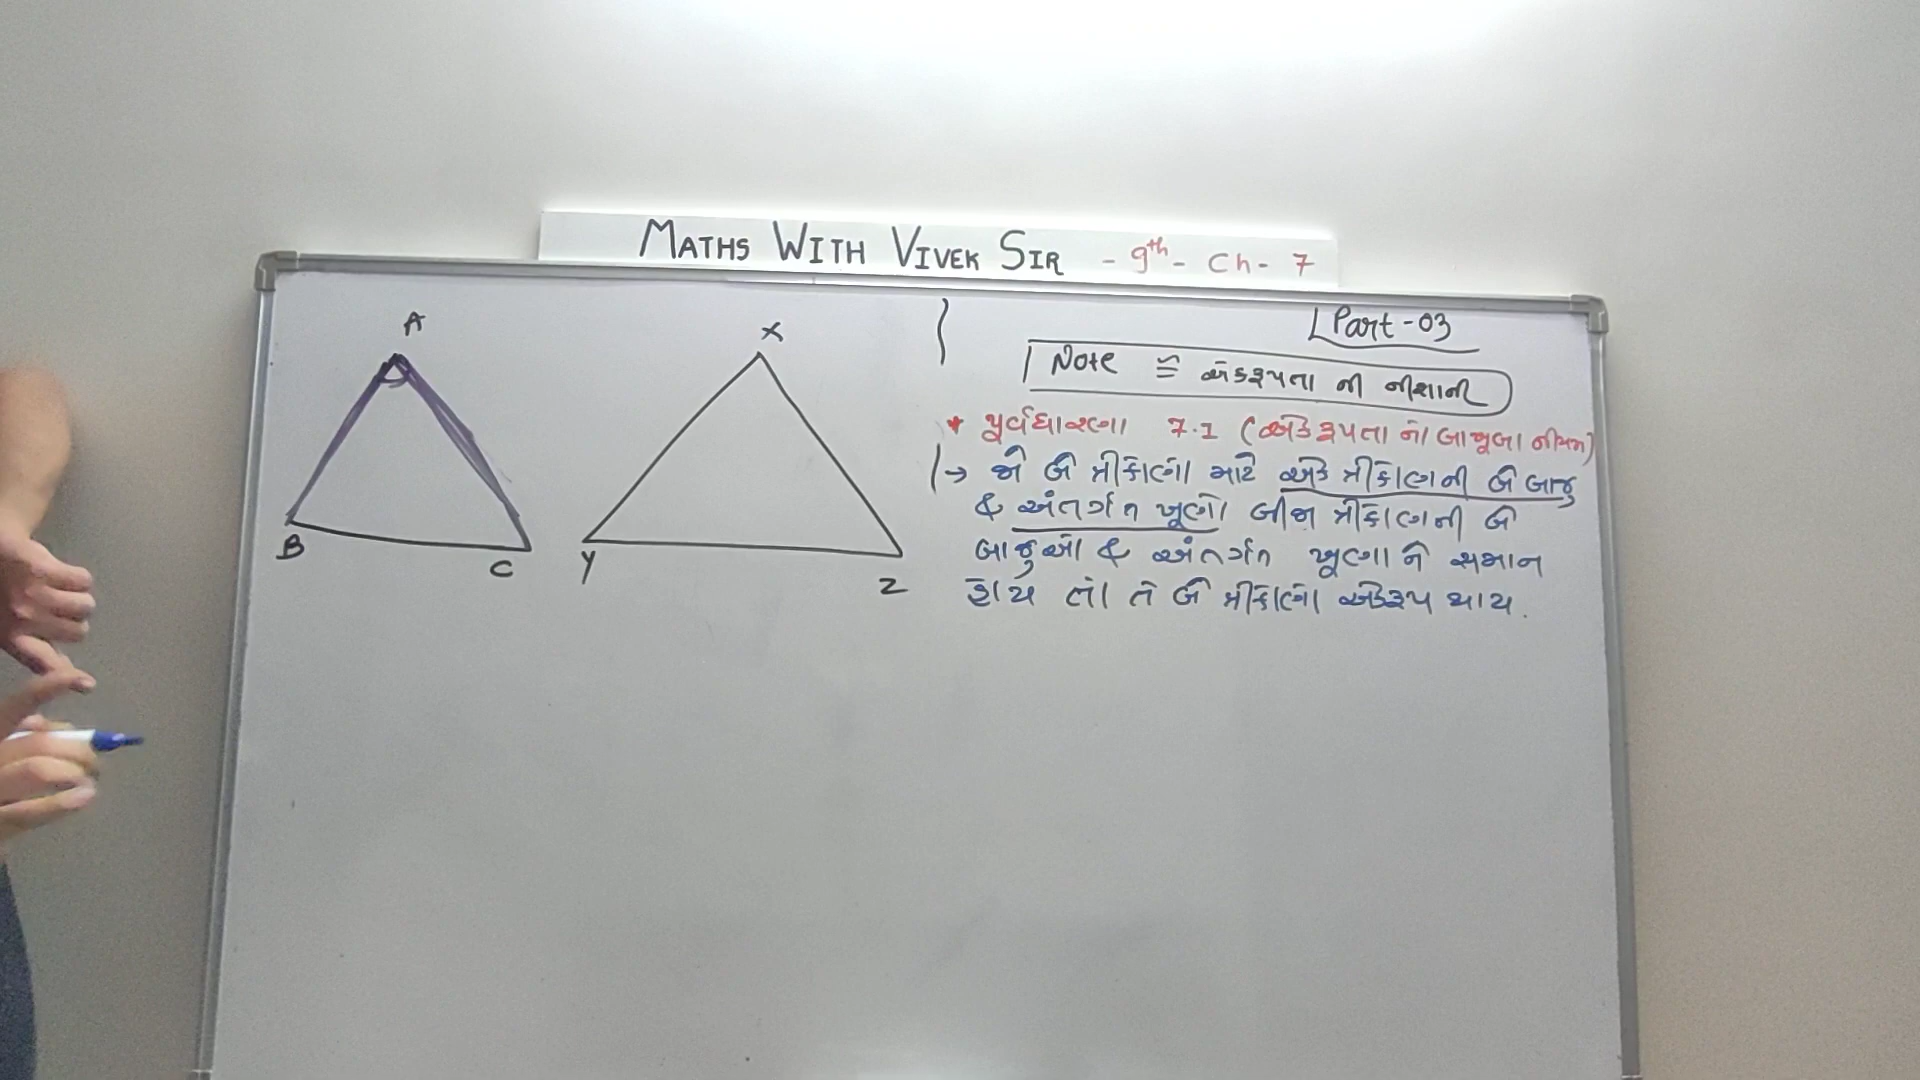 MATHS WITH VIVEK SIR - 9th - Ch - 7
Part - 03
Note ≅ એકરૂપતા ની નીશાની
* પૂર્વધારણા 7.1 (એકરૂપતા નો બાખૂબા નીયમ)
→ જો બે ત્રીકોણો માટે એક ત્રીકોણની બે બાજુ
& અંતર્ગત ખૂણો બીજા ત્રીકોણની બે
બાજુઓ & અંતર્ગત ખૂણા ને સમાન
હોય તો તે બે ત્રીકોણો એકરૂપ થાય.
A
B
C
X
Y
Z